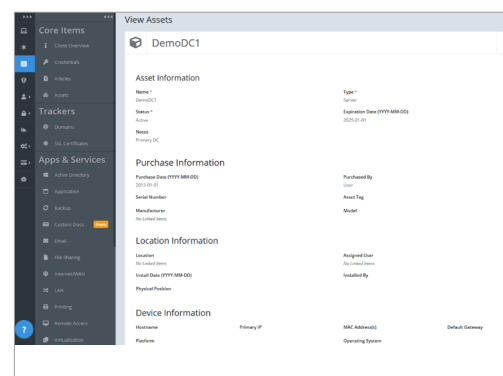 Core Items
Client Overview
Credentials
Articles
Assets
Trackers
Domains
SSL Certificates
Apps & Services
Active Directory
Application
Backup
Custom Docs
Email
File Sharing
Internet/WAN
LAN
Printing
Remote Access
Virtualization
?
View Assets
DemoDC1
Asset Information
Name * Type *
DemoDC1 Server
Status * Expiration Date (YYYY-MM-DD)
Active 2025-01-01
Notes
Primary DC
Purchase Information
Purchase Date (YYYY-MM-DD) Purchased By
2013-01-01 User
Serial Number Asset Tag
Manufacturer Model
No Linked Items
Location Information
Location Assigned User
No Linked Items No Linked Items
Install Date (YYYY-MM-DD) Installed By
Physical Position
Device Information
Hostname Primary IP MAC Address(s) Default Gateway
Platform Operating System